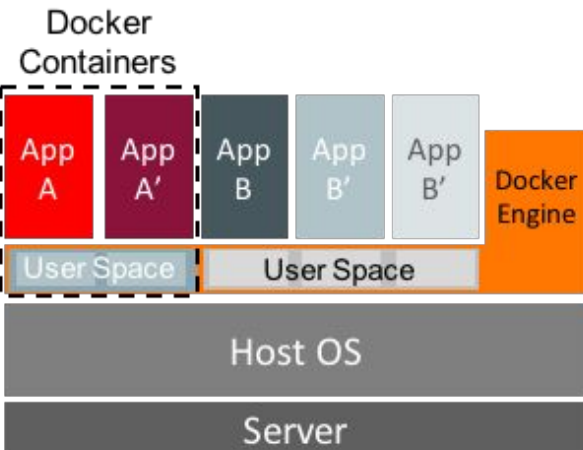 Docker
Containers
App
A
App
A'
App
B
App
B'
App
B'
Docker
Engine
User Space
User Space
Host OS
Server